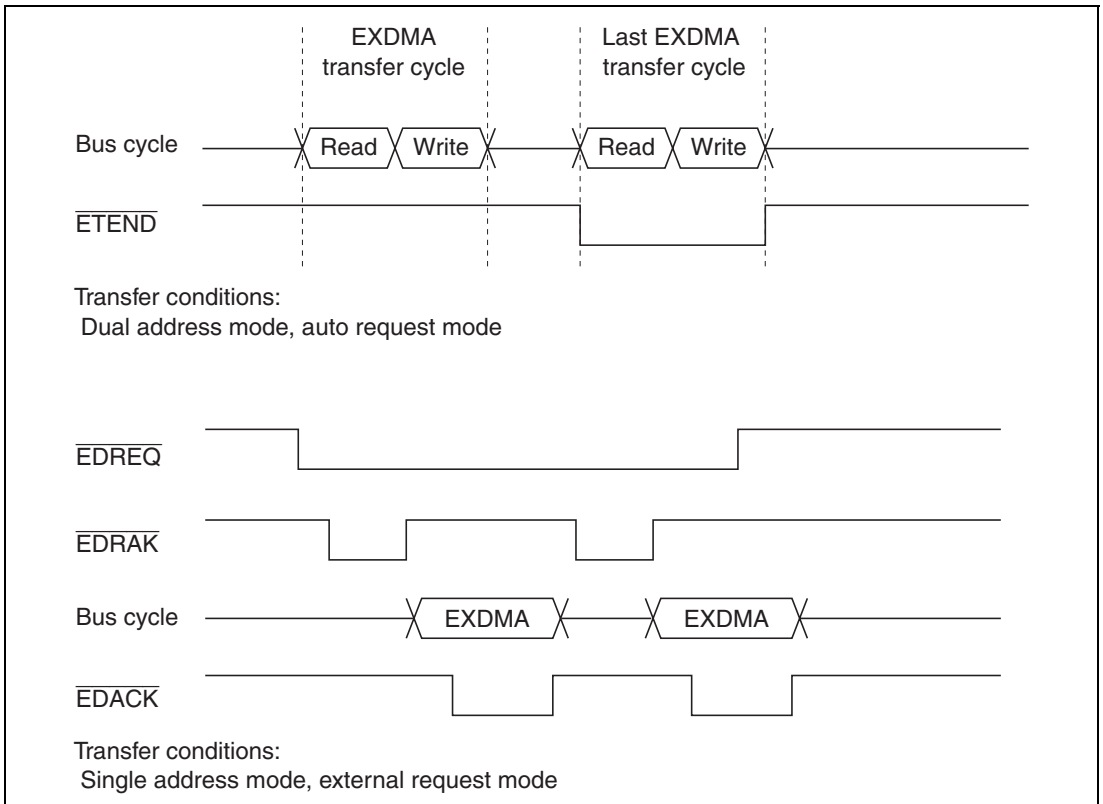 EXDMA
transfer cycle
Last EXDMA
transfer cycle
Bus cycle
Read
Write
Read
Write
ETEND
Transfer conditions:
Dual address mode, auto request mode
EDREQ
EDRAK
Bus cycle
EXDMA
EXDMA
EDACK
Transfer conditions:
Single address mode, external request mode